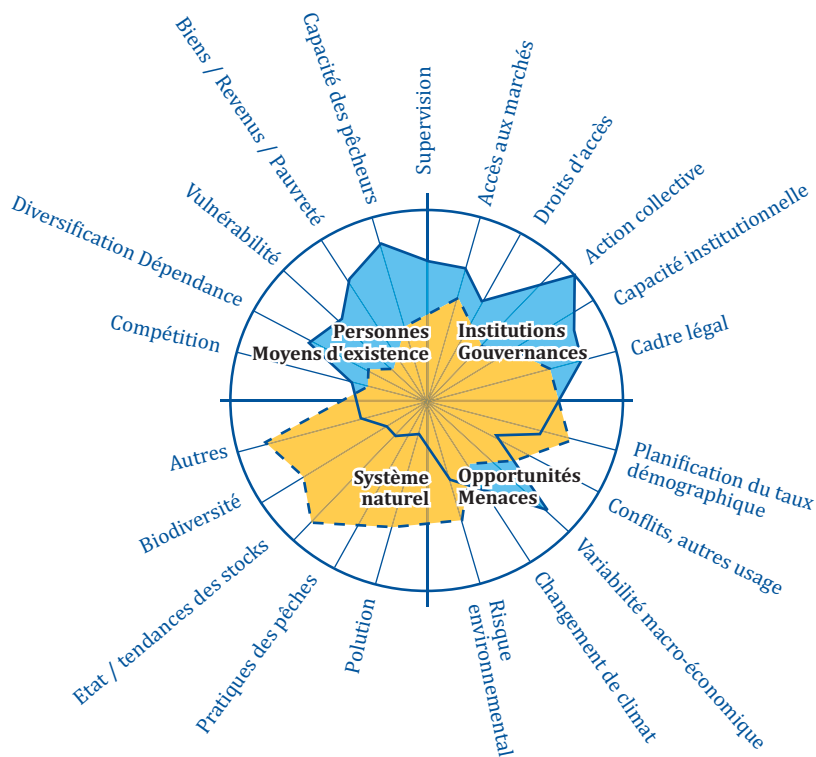 Supervision
Accès aux marchés
Droits d'accès
Action collective
Capacité institutionnelle
Cadre légal
Planification du taux
démographique
Conflits, autres usage
Variabilité macro-économique
Changement de climat
Risque
environnemental
Polution
Pratiques des pêches
Etat / tendances des stocks
Biodiversité
Autres
Compétition
Diversification Dépendance
Vulnérabilité
Biens / Revenus / Pauvreté
Capacité des pêcheurs
Personnes
Moyens d'existence
Institutions
Gouvernances
Système
naturel
Opportunités
Menaces